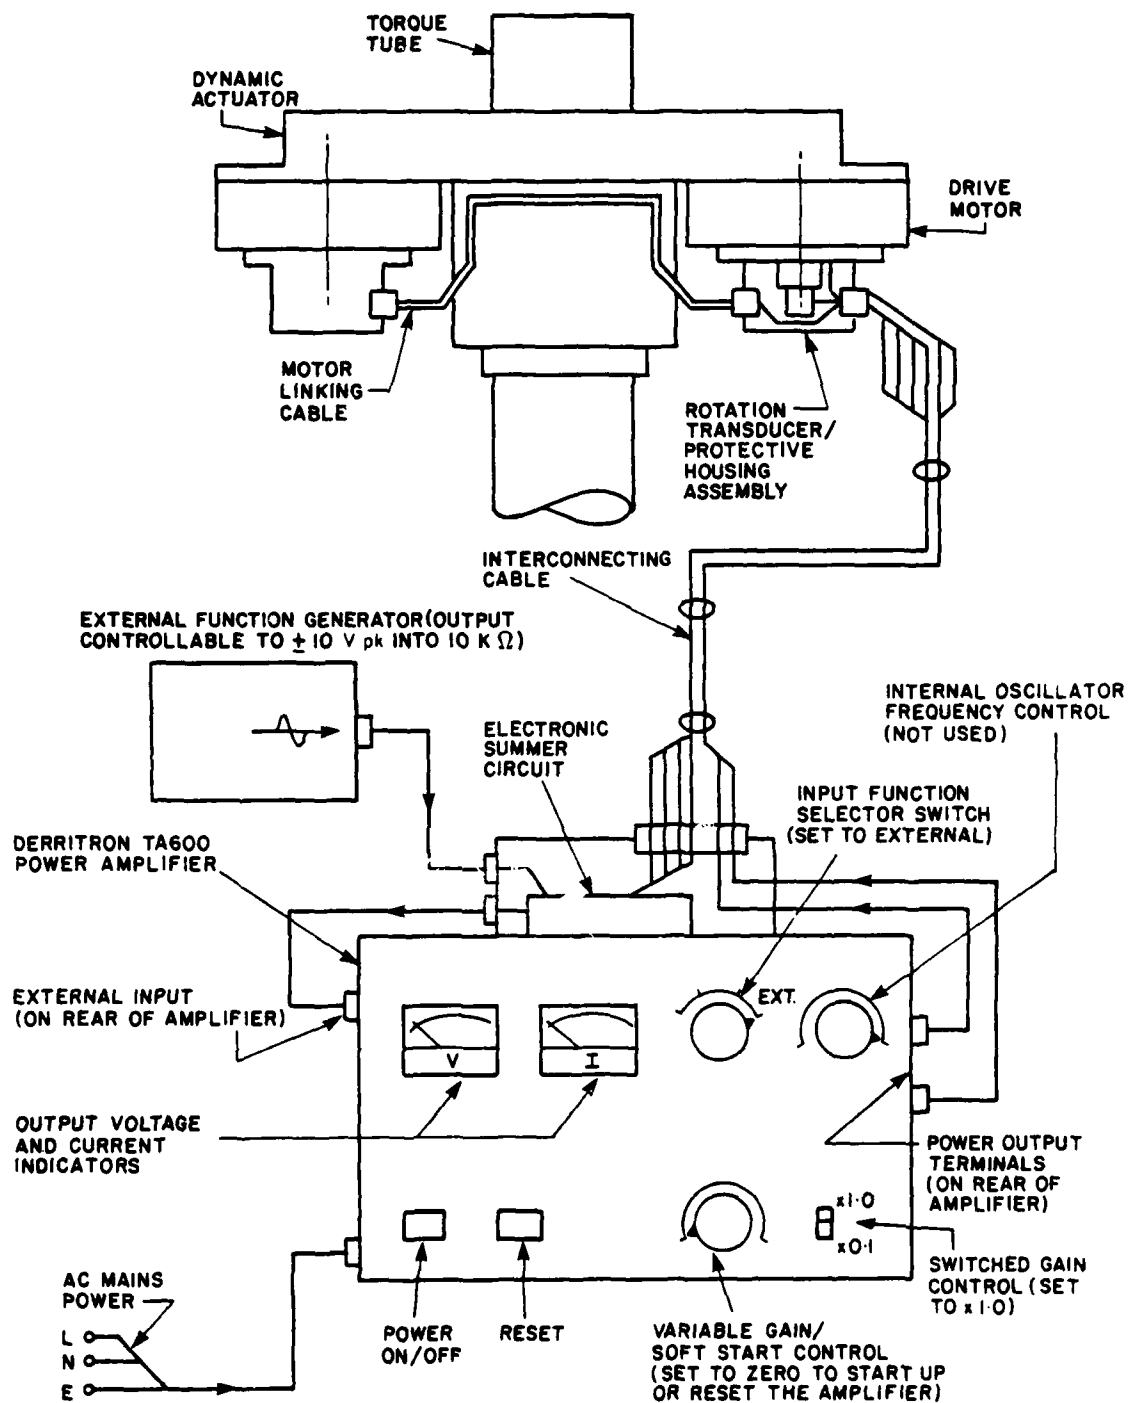 TORQUE
TUBE
DYNAMIC
ACTUATOR
DRIVE
MOTOR
MOTOR
LINKING
CABLE
ROTATION
TRANSDUCER/
PROTECTIVE
HOUSING
ASSEMBLY
INTERCONNECTING
CABLE
EXTERNAL FUNCTION GENERATOR(OUTPUT
CONTROLLABLE TO ± 10 V pk INTO 10 K Ω)
INTERNAL OSCILLATOR
FREQUENCY CONTROL
(NOT USED)
ELECTRONIC
SUMMER
CIRCUIT
INPUT FUNCTION
SELECTOR SWITCH
(SET TO EXTERNAL)
DERRITRON TA600
POWER AMPLIFIER
EXTERNAL INPUT
(ON REAR OF AMPLIFIER)
EXT.
V
I
OUTPUT VOLTAGE
AND CURRENT
INDICATORS
POWER OUTPUT
TERMINALS
(ON REAR OF
AMPLIFIER)
x1·0
x0·1
SWITCHED GAIN
CONTROL (SET
TO x 1·0)
AC MAINS
POWER
L
N
E
POWER
ON/OFF
RESET
VARIABLE GAIN/
SOFT START CONTROL
(SET TO ZERO TO START UP
OR RESET THE AMPLIFIER)